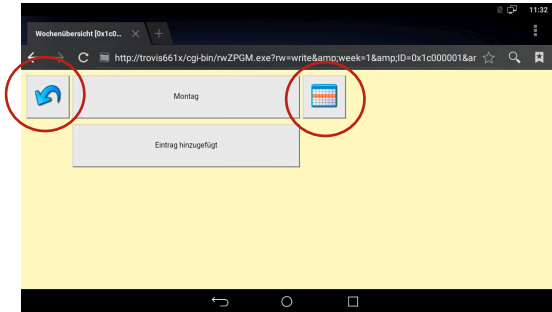 11:32
Wochenübersicht [0x1c0...
http://trovis661x/cgi-bin/rwZPGM.exe?rw=write&amp;week=1&amp;ID=0x1c000001&ar
Montag
Eintrag hinzugefügt